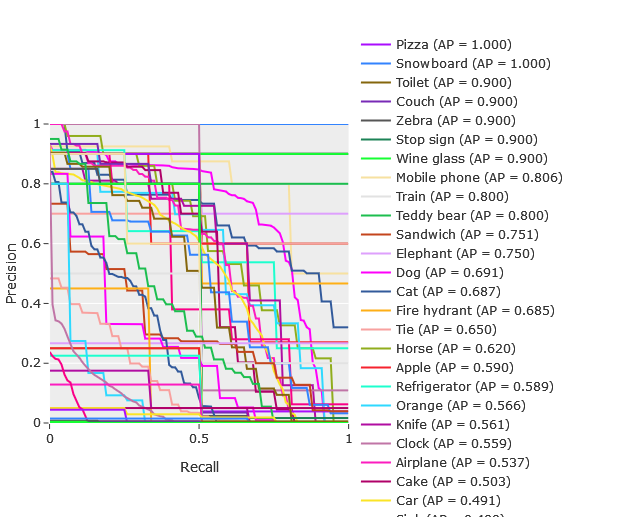 Precision
1
0.8
0.6
0.4
0.2
0
0
0.5
1
Recall
Pizza (AP = 1.000)
Snowboard (AP = 1.000)
Toilet (AP = 0.900)
Couch (AP = 0.900)
Zebra (AP = 0.900)
Stop sign (AP = 0.900)
Wine glass (AP = 0.900)
Mobile phone (AP = 0.806)
Train (AP = 0.800)
Teddy bear (AP = 0.800)
Sandwich (AP = 0.751)
Elephant (AP = 0.750)
Dog (AP = 0.691)
Cat (AP = 0.687)
Fire hydrant (AP = 0.685)
Tie (AP = 0.650)
Horse (AP = 0.620)
Apple (AP = 0.590)
Refrigerator (AP = 0.589)
Orange (AP = 0.566)
Knife (AP = 0.561)
Clock (AP = 0.559)
Airplane (AP = 0.537)
Cake (AP = 0.503)
Car (AP = 0.491)